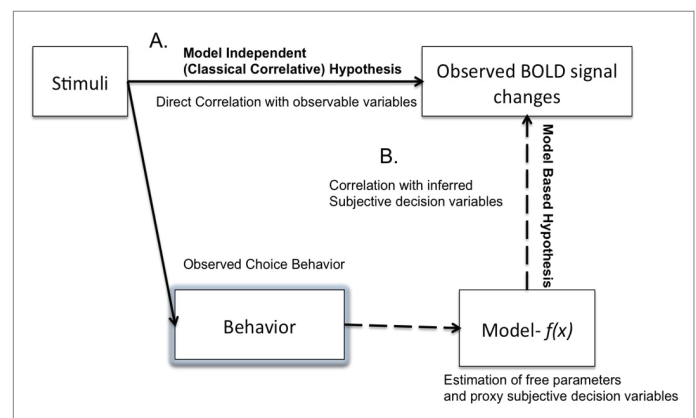 A.
Model Independent
(Classical Correlative) Hypothesis
Stimuli
Observed BOLD signal
changes
Direct Correlation with observable variables
B.
Correlation with inferred
Subjective decision variables
Model Based Hypothesis
Observed Choice Behavior
Behavior
Model- f(x)
Estimation of free parameters
and proxy subjective decision variables